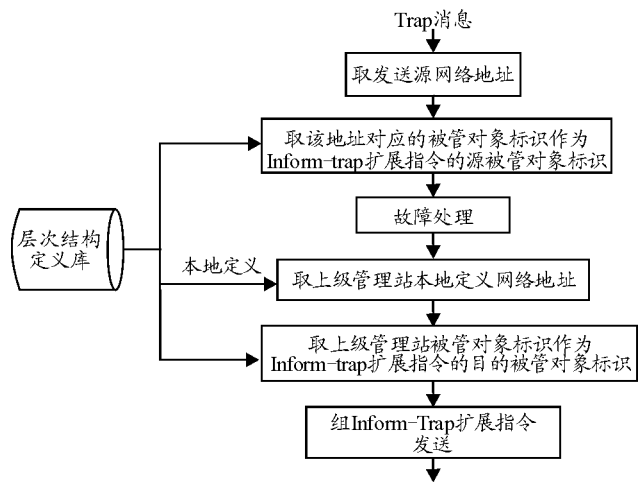 Trap消息
取发送源网络地址
取该地址对应的被管对象标识作为
Inform-trap扩展指令的源被管对象标识
故障处理
层次结构
定义库
本地定义
取上级管理站本地定义网络地址
取上级管理站被管对象标识作为
Inform-trap扩展指令的目的被管对象标识
组Inform-Trap扩展指令
发送